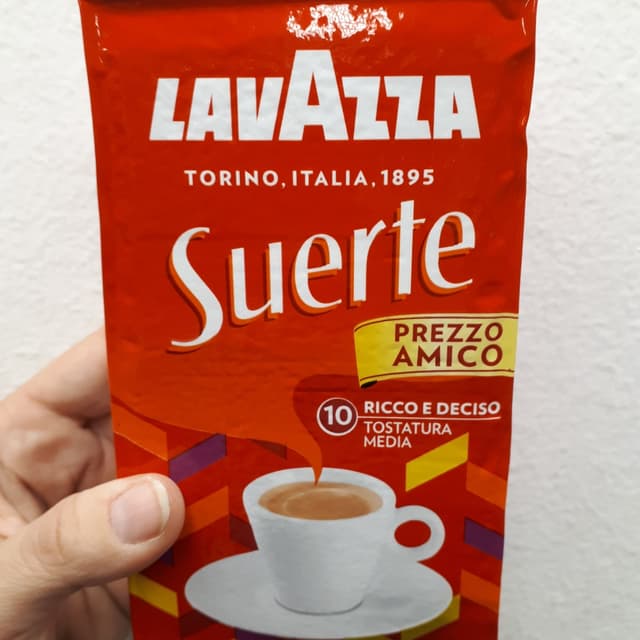 LAVAZZA
TORINO, ITALIA, 1895
Suerte
PREZZO
AMICO
10 RICCO E DECISO
TOSTATURA
MEDIA